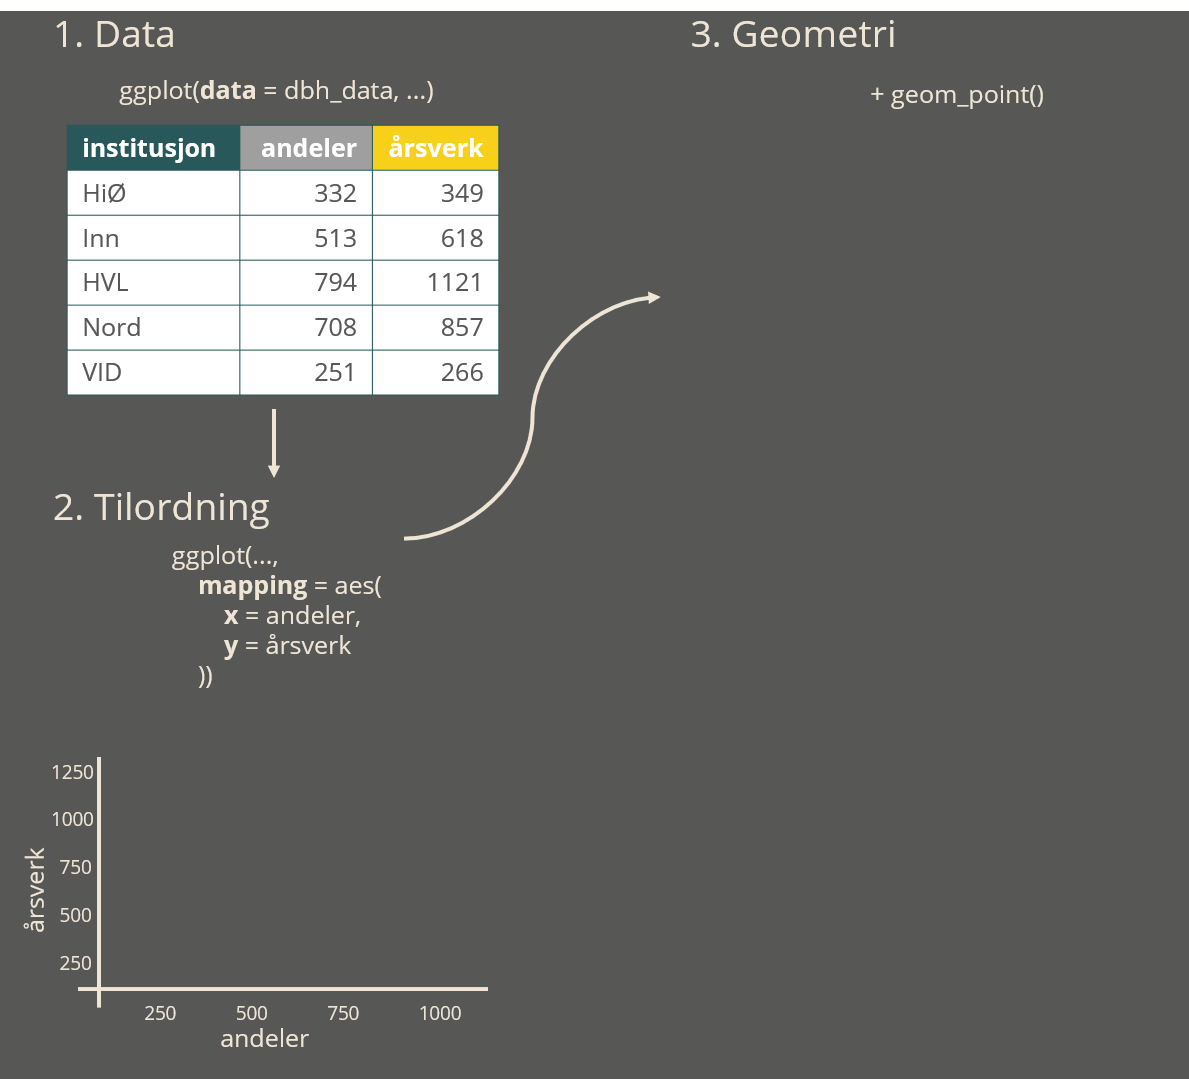 1. Data
ggplot(data = dbh_data, ...)
institusjon andeler årsverk
HiØ 332 349
Inn 513 618
HVL 794 1121
Nord 708 857
VID 251 266
2. Tilordning
ggplot(...,
mapping = aes(
x = andeler,
y = årsverk
))
1250
1000
750
500
250
årsverk
250 500 750 1000
andeler
3. Geometri
+ geom_point()